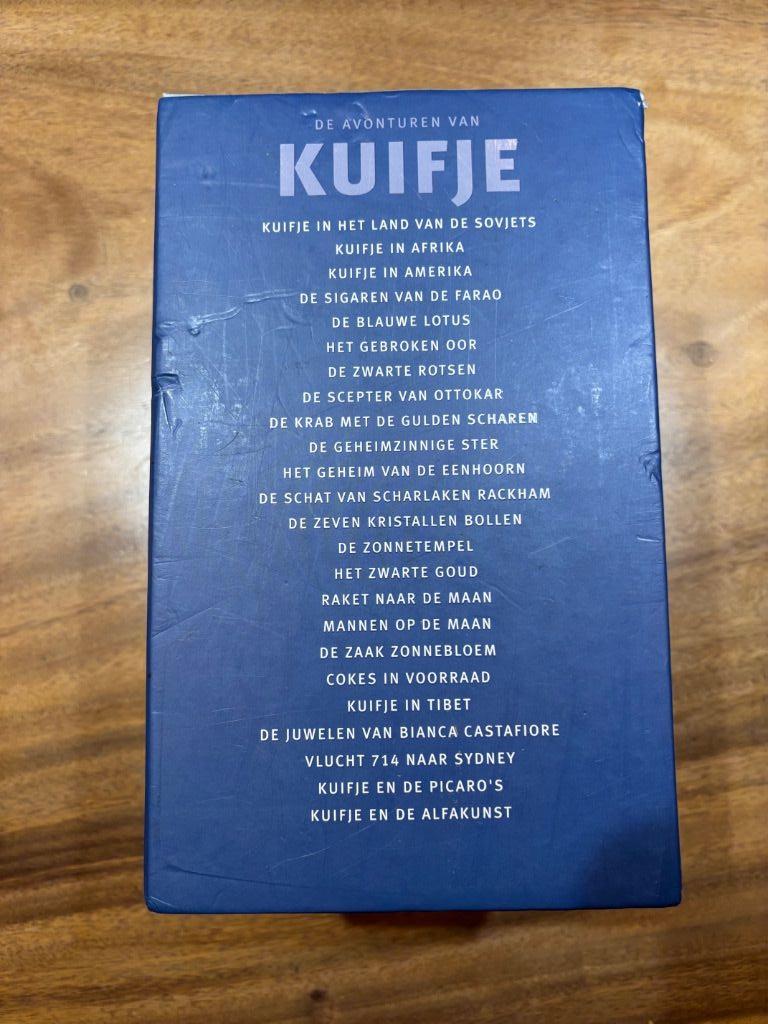 DE AVONTUREN VAN
KUIFJE
KUIFJE IN HET LAND VAN DE SOVJETS
KUIFJE IN AFRIKA
KUIFJE IN AMERIKA
DE SIGAREN VAN DE FARAO
DE BLAUWE LOTUS
HET GEBROKEN OOR
DE ZWARTE ROTSEN
DE SCEPTER VAN OTTOKAR
DE KRAB MET DE GULDEN SCHAREN
DE GEHEIMZINNIGE STER
HET GEHEIM VAN DE EENHOORN
DE SCHAT VAN SCHARLAKEN RACKHAM
DE ZEVEN KRISTALLEN BOLLEN
DE ZONNETEMPEL
HET ZWARTE GOUD
RAKET NAAR DE MAAN
MANNEN OP DE MAAN
DE ZAAK ZONNEBLOEM
COKES IN VOORRAAD
KUIFJE IN TIBET
DE JUWELEN VAN BIANCA CASTAFIORE
VLUCHT 714 NAAR SYDNEY
KUIFJE EN DE PICARO'S
KUIFJE EN DE ALFAKUNST